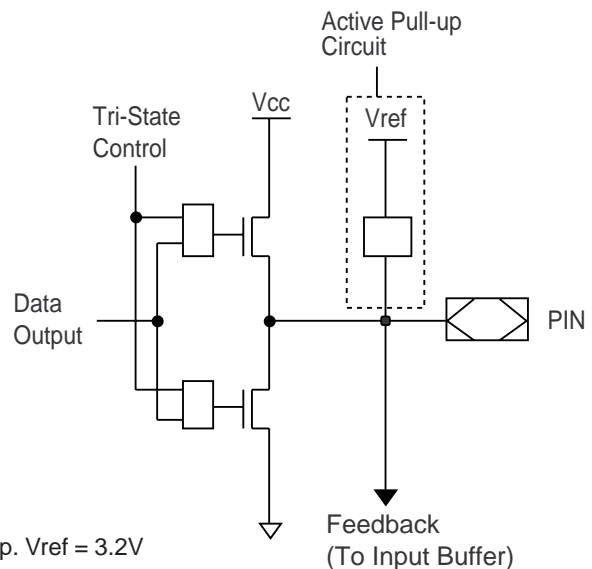 Active Pull-up
Circuit
Vcc
Vref
Tri-State
Control
Data
Output
PIN
Feedback
(To Input Buffer)
p. Vref = 3.2V